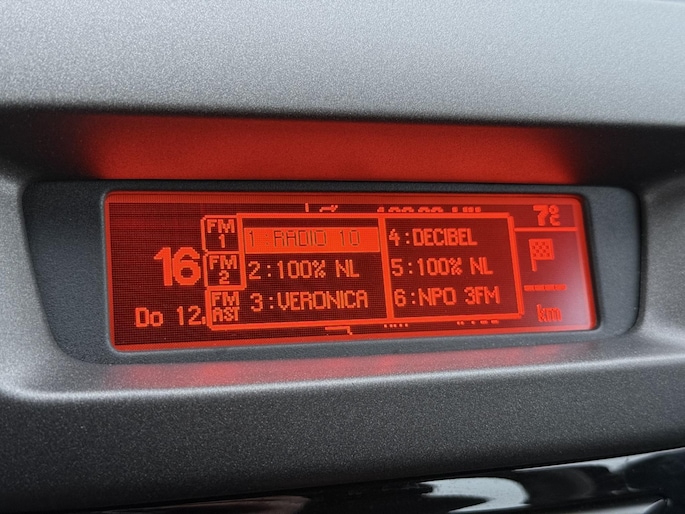 7°C
FM 1
1 RADIO 10
4:DECIBEL
16
FM 2
2:100% NL
5:100% NL
FM AST
3:VERONICA
6:NPO 3FM
Do 12.
km